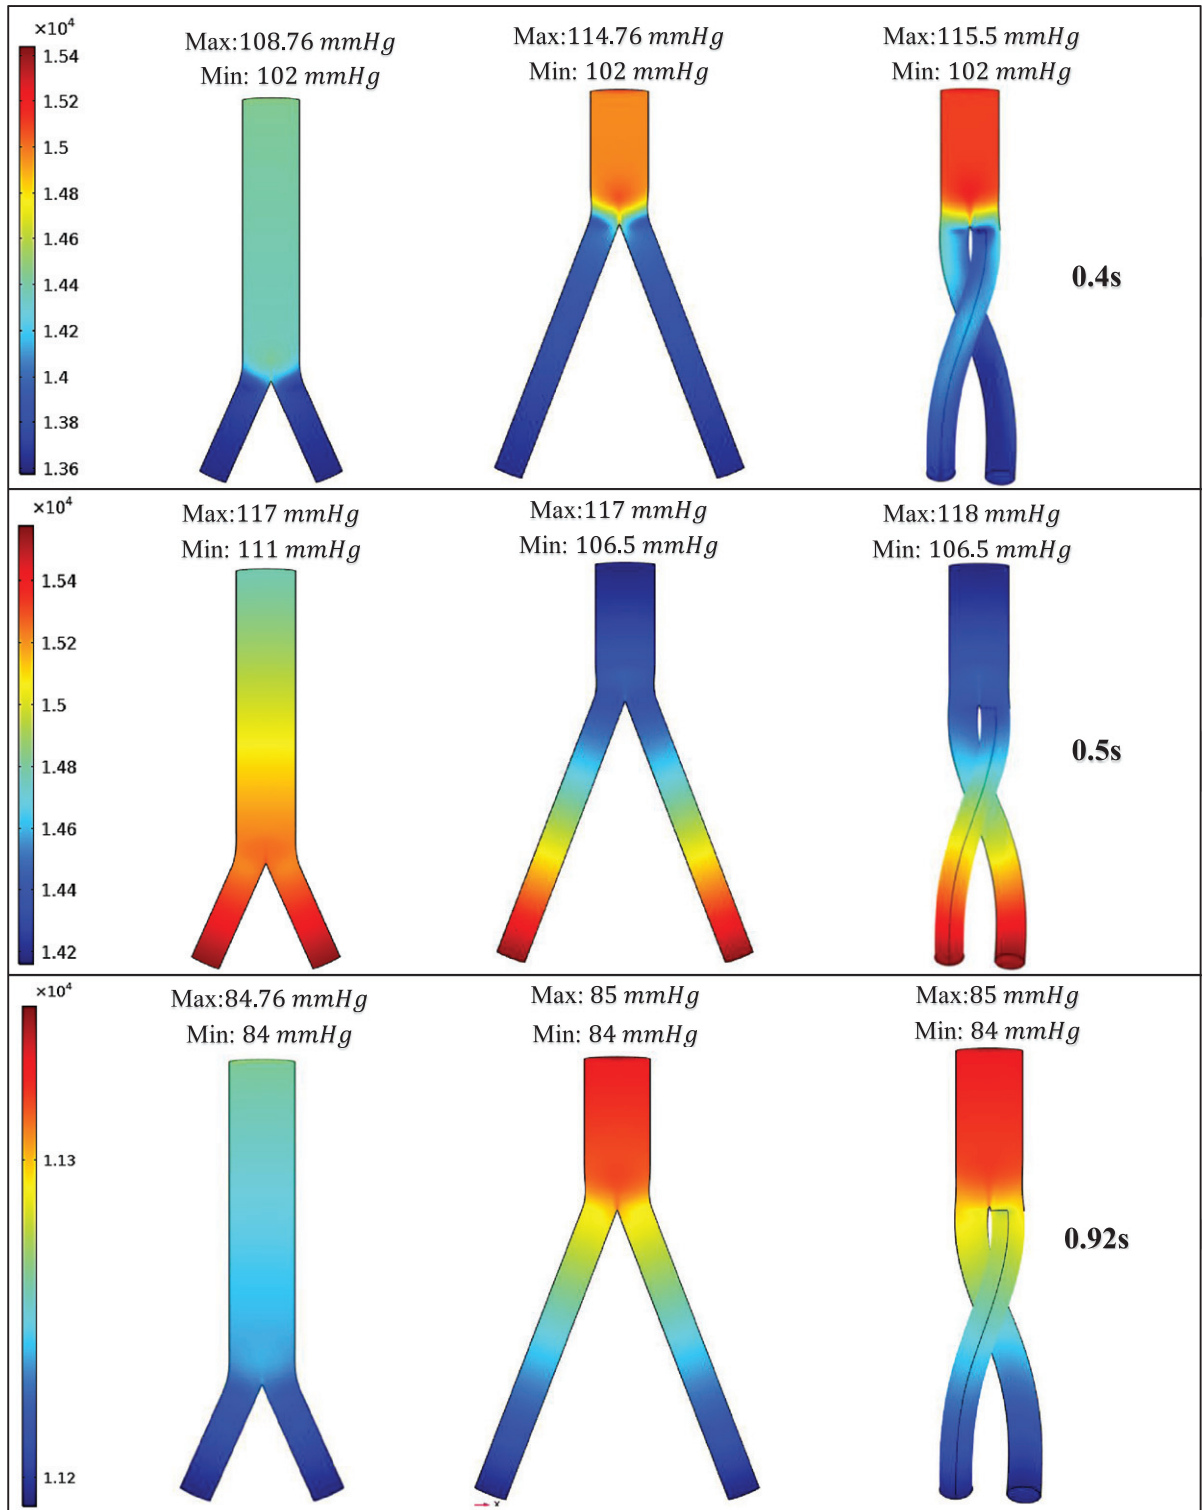 ×10⁴
1.54
1.52
1.5
1.48
1.46
1.44
1.42
1.4
1.38
1.36
Max:108.76 mmHg
Min: 102 mmHg
Max:114.76 mmHg
Min: 102 mmHg
Max:115.5 mmHg
Min: 102 mmHg
0.4s
×10⁴
1.54
1.52
1.5
1.48
1.46
1.44
1.42
Max:117 mmHg
Min: 111 mmHg
Max:117 mmHg
Min: 106.5 mmHg
Max:118 mmHg
Min: 106.5 mmHg
0.5s
×10⁴
1.13
1.12
Max:84.76 mmHg
Min: 84 mmHg
Max: 85 mmHg
Min: 84 mmHg
Max:85 mmHg
Min: 84 mmHg
0.92s
x